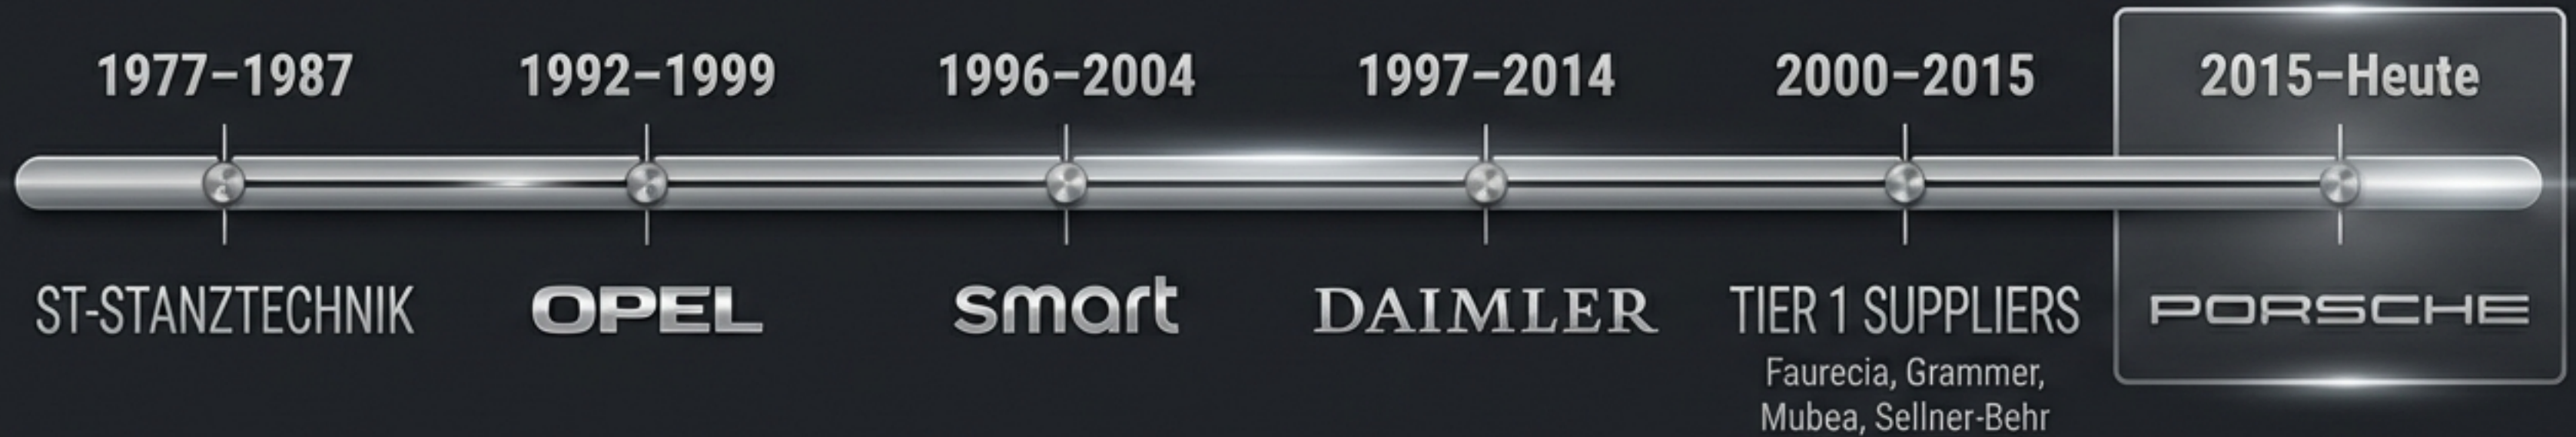 1977–1987
1992–1999
1996–2004
1997–2014
2000–2015
2015–Heute
ST-STANZTECHNIK
OPEL
smart
DAIMLER
TIER 1 SUPPLIERS
PORSCHE
Faurecia, Grammer,
Mubea, Sellner-Behr